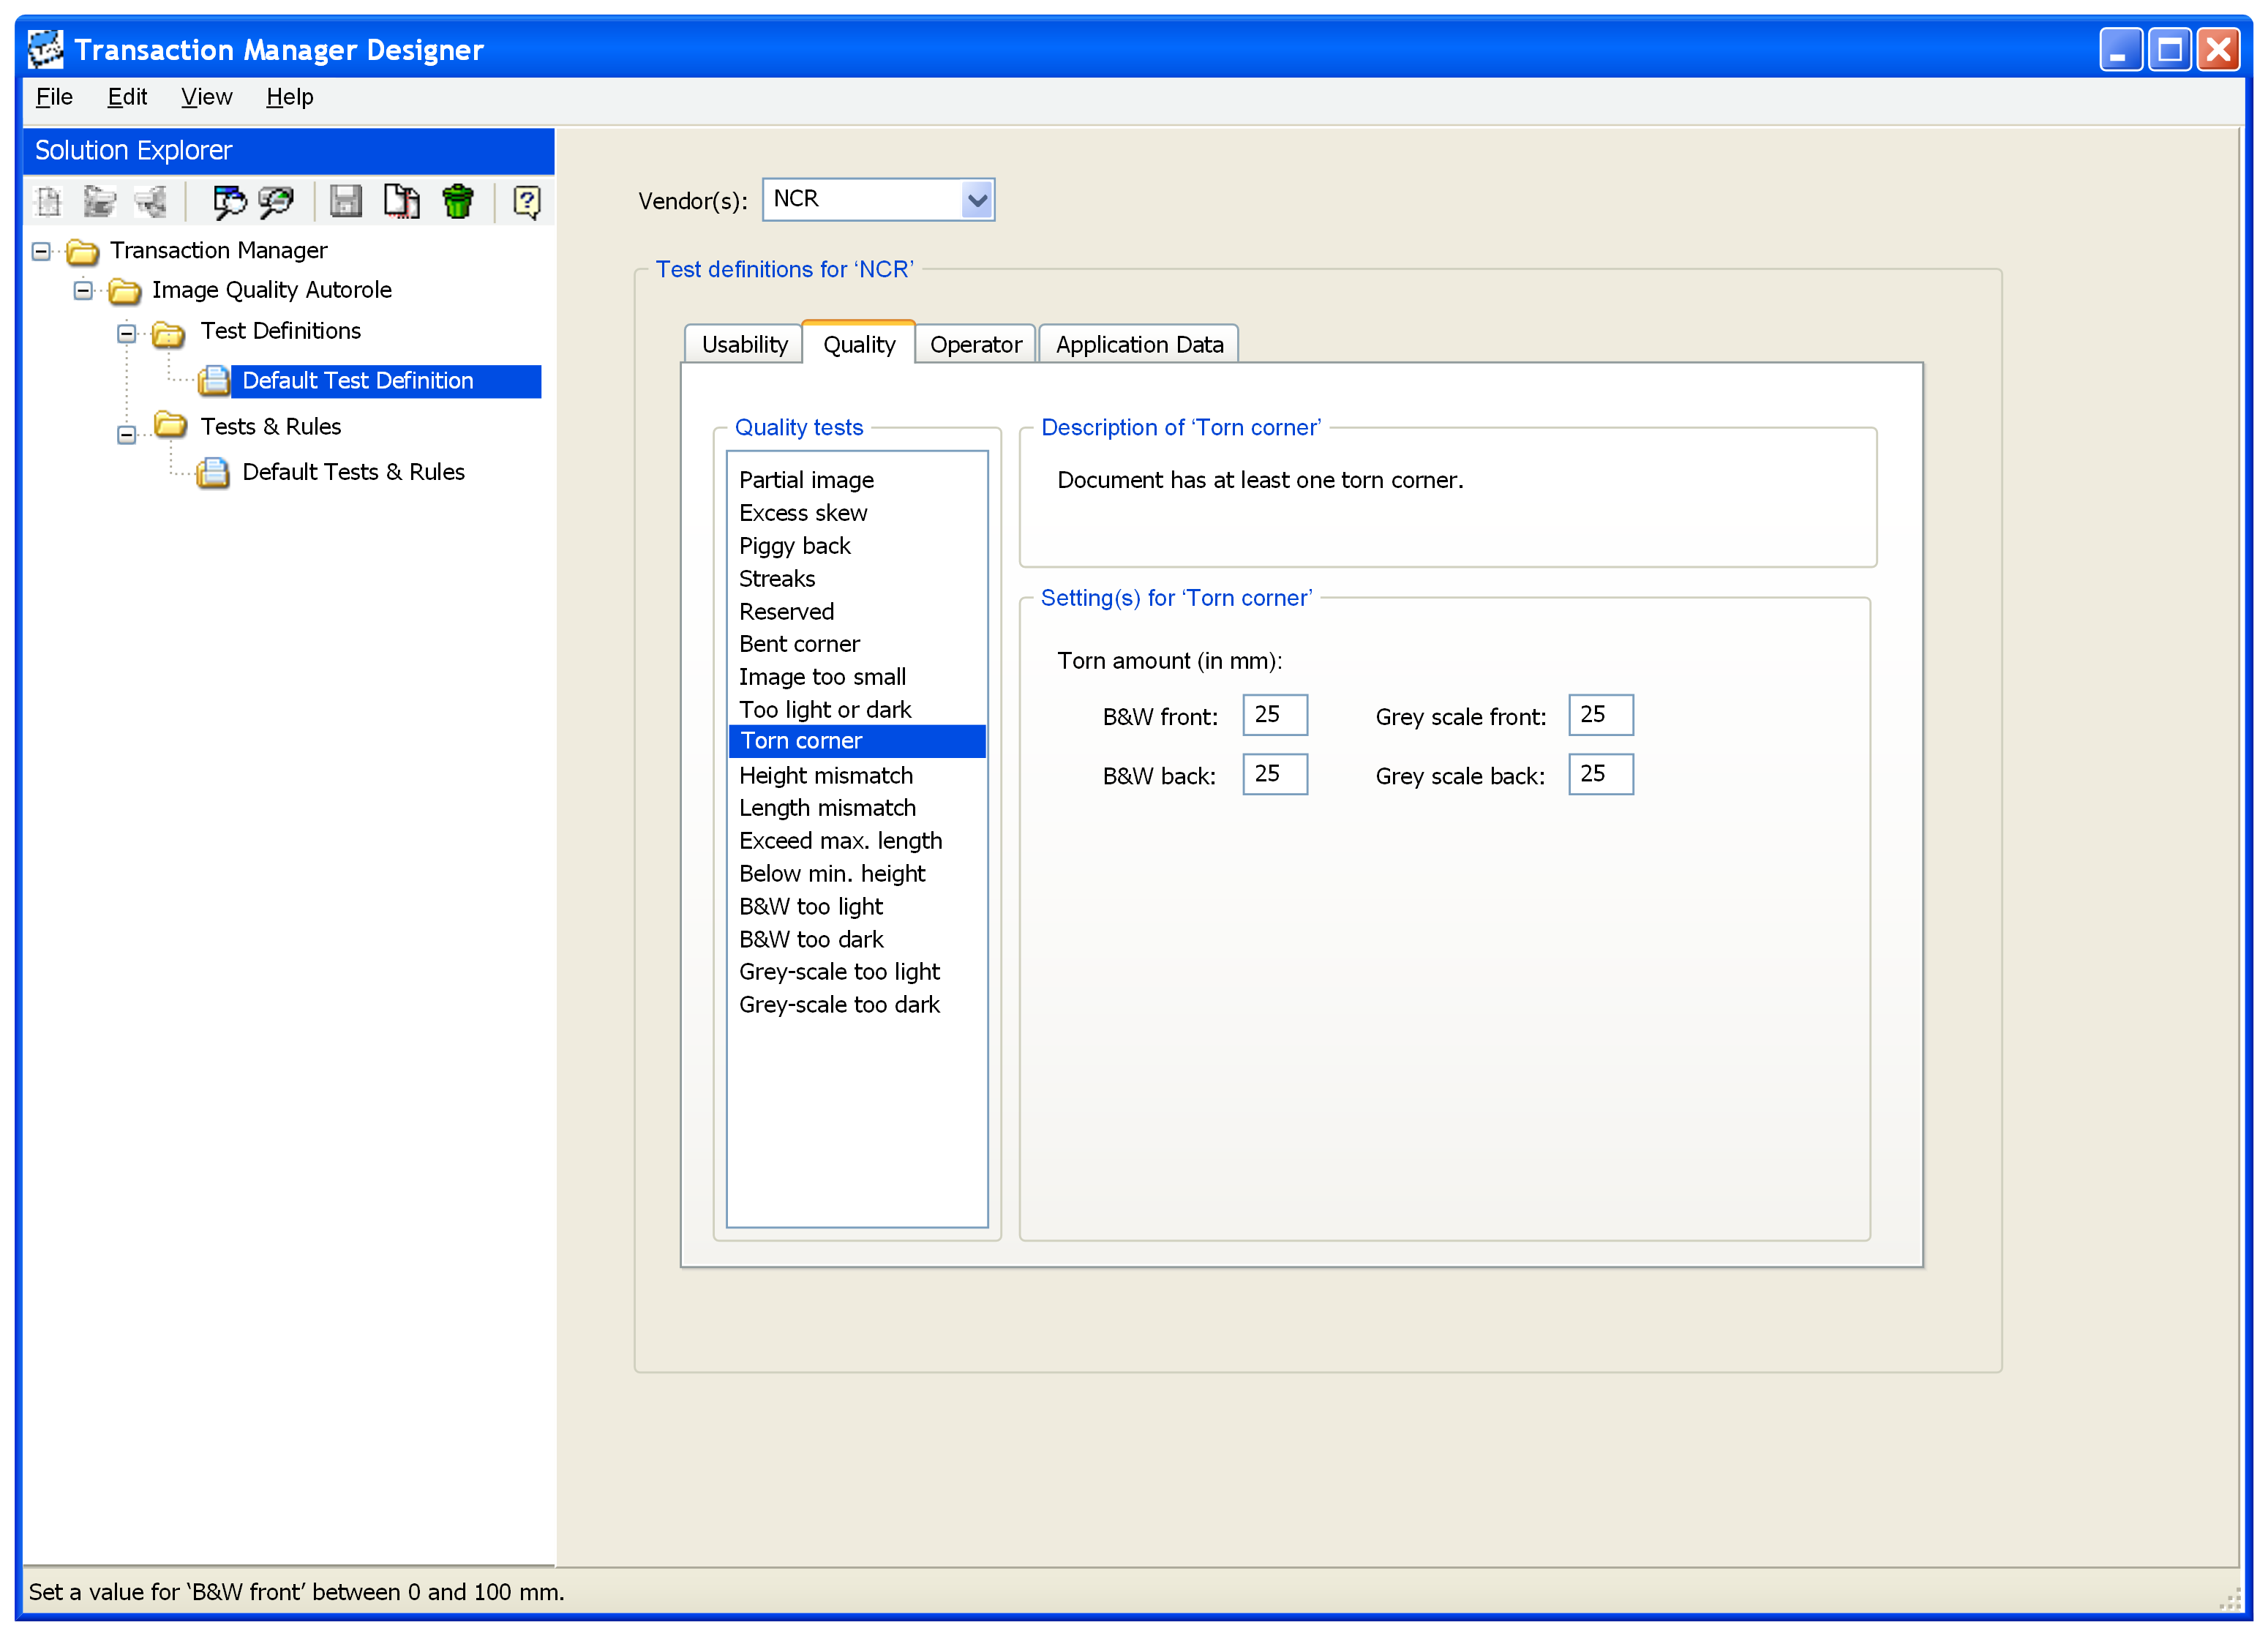 Transaction Manager Designer
File Edit View Help
Solution Explorer
Transaction Manager
Image Quality Autorole
Test Definitions
Default Test Definition
Tests & Rules
Default Tests & Rules
Vendor(s): NCR
Test definitions for ‘NCR’
Usability Quality Operator Application Data
Quality tests
Partial image
Excess skew
Piggy back
Streaks
Reserved
Bent corner
Image too small
Too light or dark
Torn corner
Height mismatch
Length mismatch
Exceed max. length
Below min. height
B&W too light
B&W too dark
Grey-scale too light
Grey-scale too dark
Description of ‘Torn corner’
Document has at least one torn corner.
Setting(s) for ‘Torn corner’
Torn amount (in mm):
B&W front: 25 Grey scale front: 25
B&W back: 25 Grey scale back: 25
Set a value for ‘B&W front’ between 0 and 100 mm.